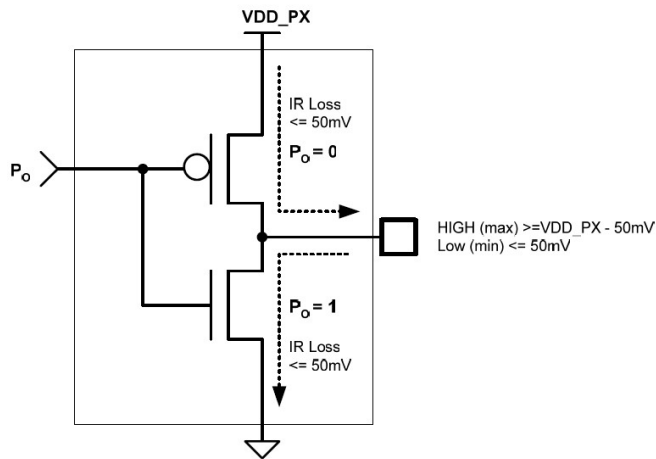 VDD_PX
IR Loss
<= 50mV
Po = 0
Po
HIGH (max) >=VDD_PX - 50mV
Low (min) <= 50mV
Po = 1
IR Loss
<= 50mV